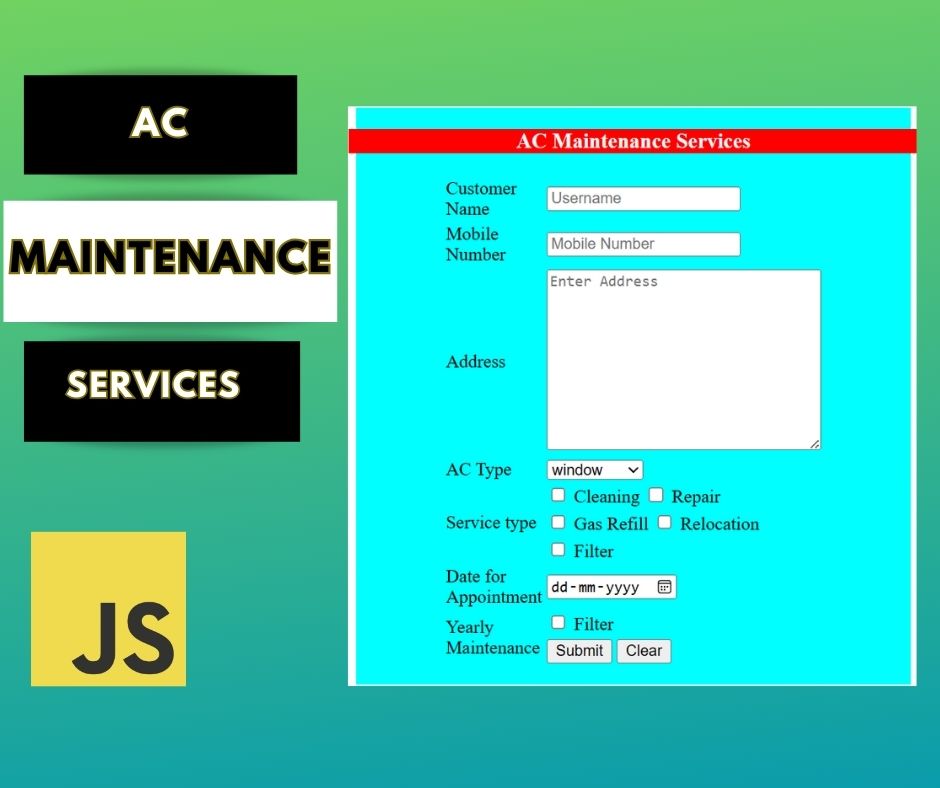 AC
MAINTENANCE
SERVICES
JS
AC Maintenance Services
Customer
Name
Username
Mobile
Number
Mobile Number
Address
Enter Address
AC Type
window
Service type
Cleaning Repair
Gas Refill Relocation
Filter
Date for
Appointment
dd-mm-yyyy
Yearly
Maintenance
Filter
Submit Clear